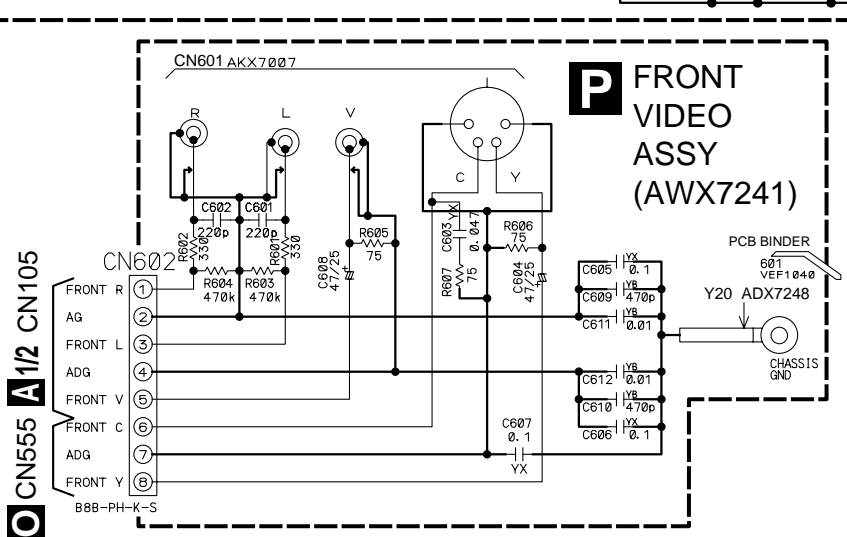 CN601 AKX7007
P FRONT
VIDEO
ASSY
(AWX7241)
R L V
C Y
C602 C601
220p 220p
R602 330
R601 330
R604 R603
470k 470k
C608 47/25
R605
75
C603 YX 0.047
R607 75
R606
75
C604 47/25
PCB BINDER
601
VEF1040
Y20 ADX7248
CHASSIS
GND
C605 YX 0.1
C609 YB 470p
C611 YB 0.01
C612 YB 0.01
C610 YB 470p
C606 YX 0.1
C607
0.1
YX
CN602
FRONT R 1
AG 2
FRONT L 3
ADG 4
FRONT V 5
FRONT C 6
ADG 7
FRONT Y 8
B8B-PH-K-S
A 1/2 CN105
O CN555